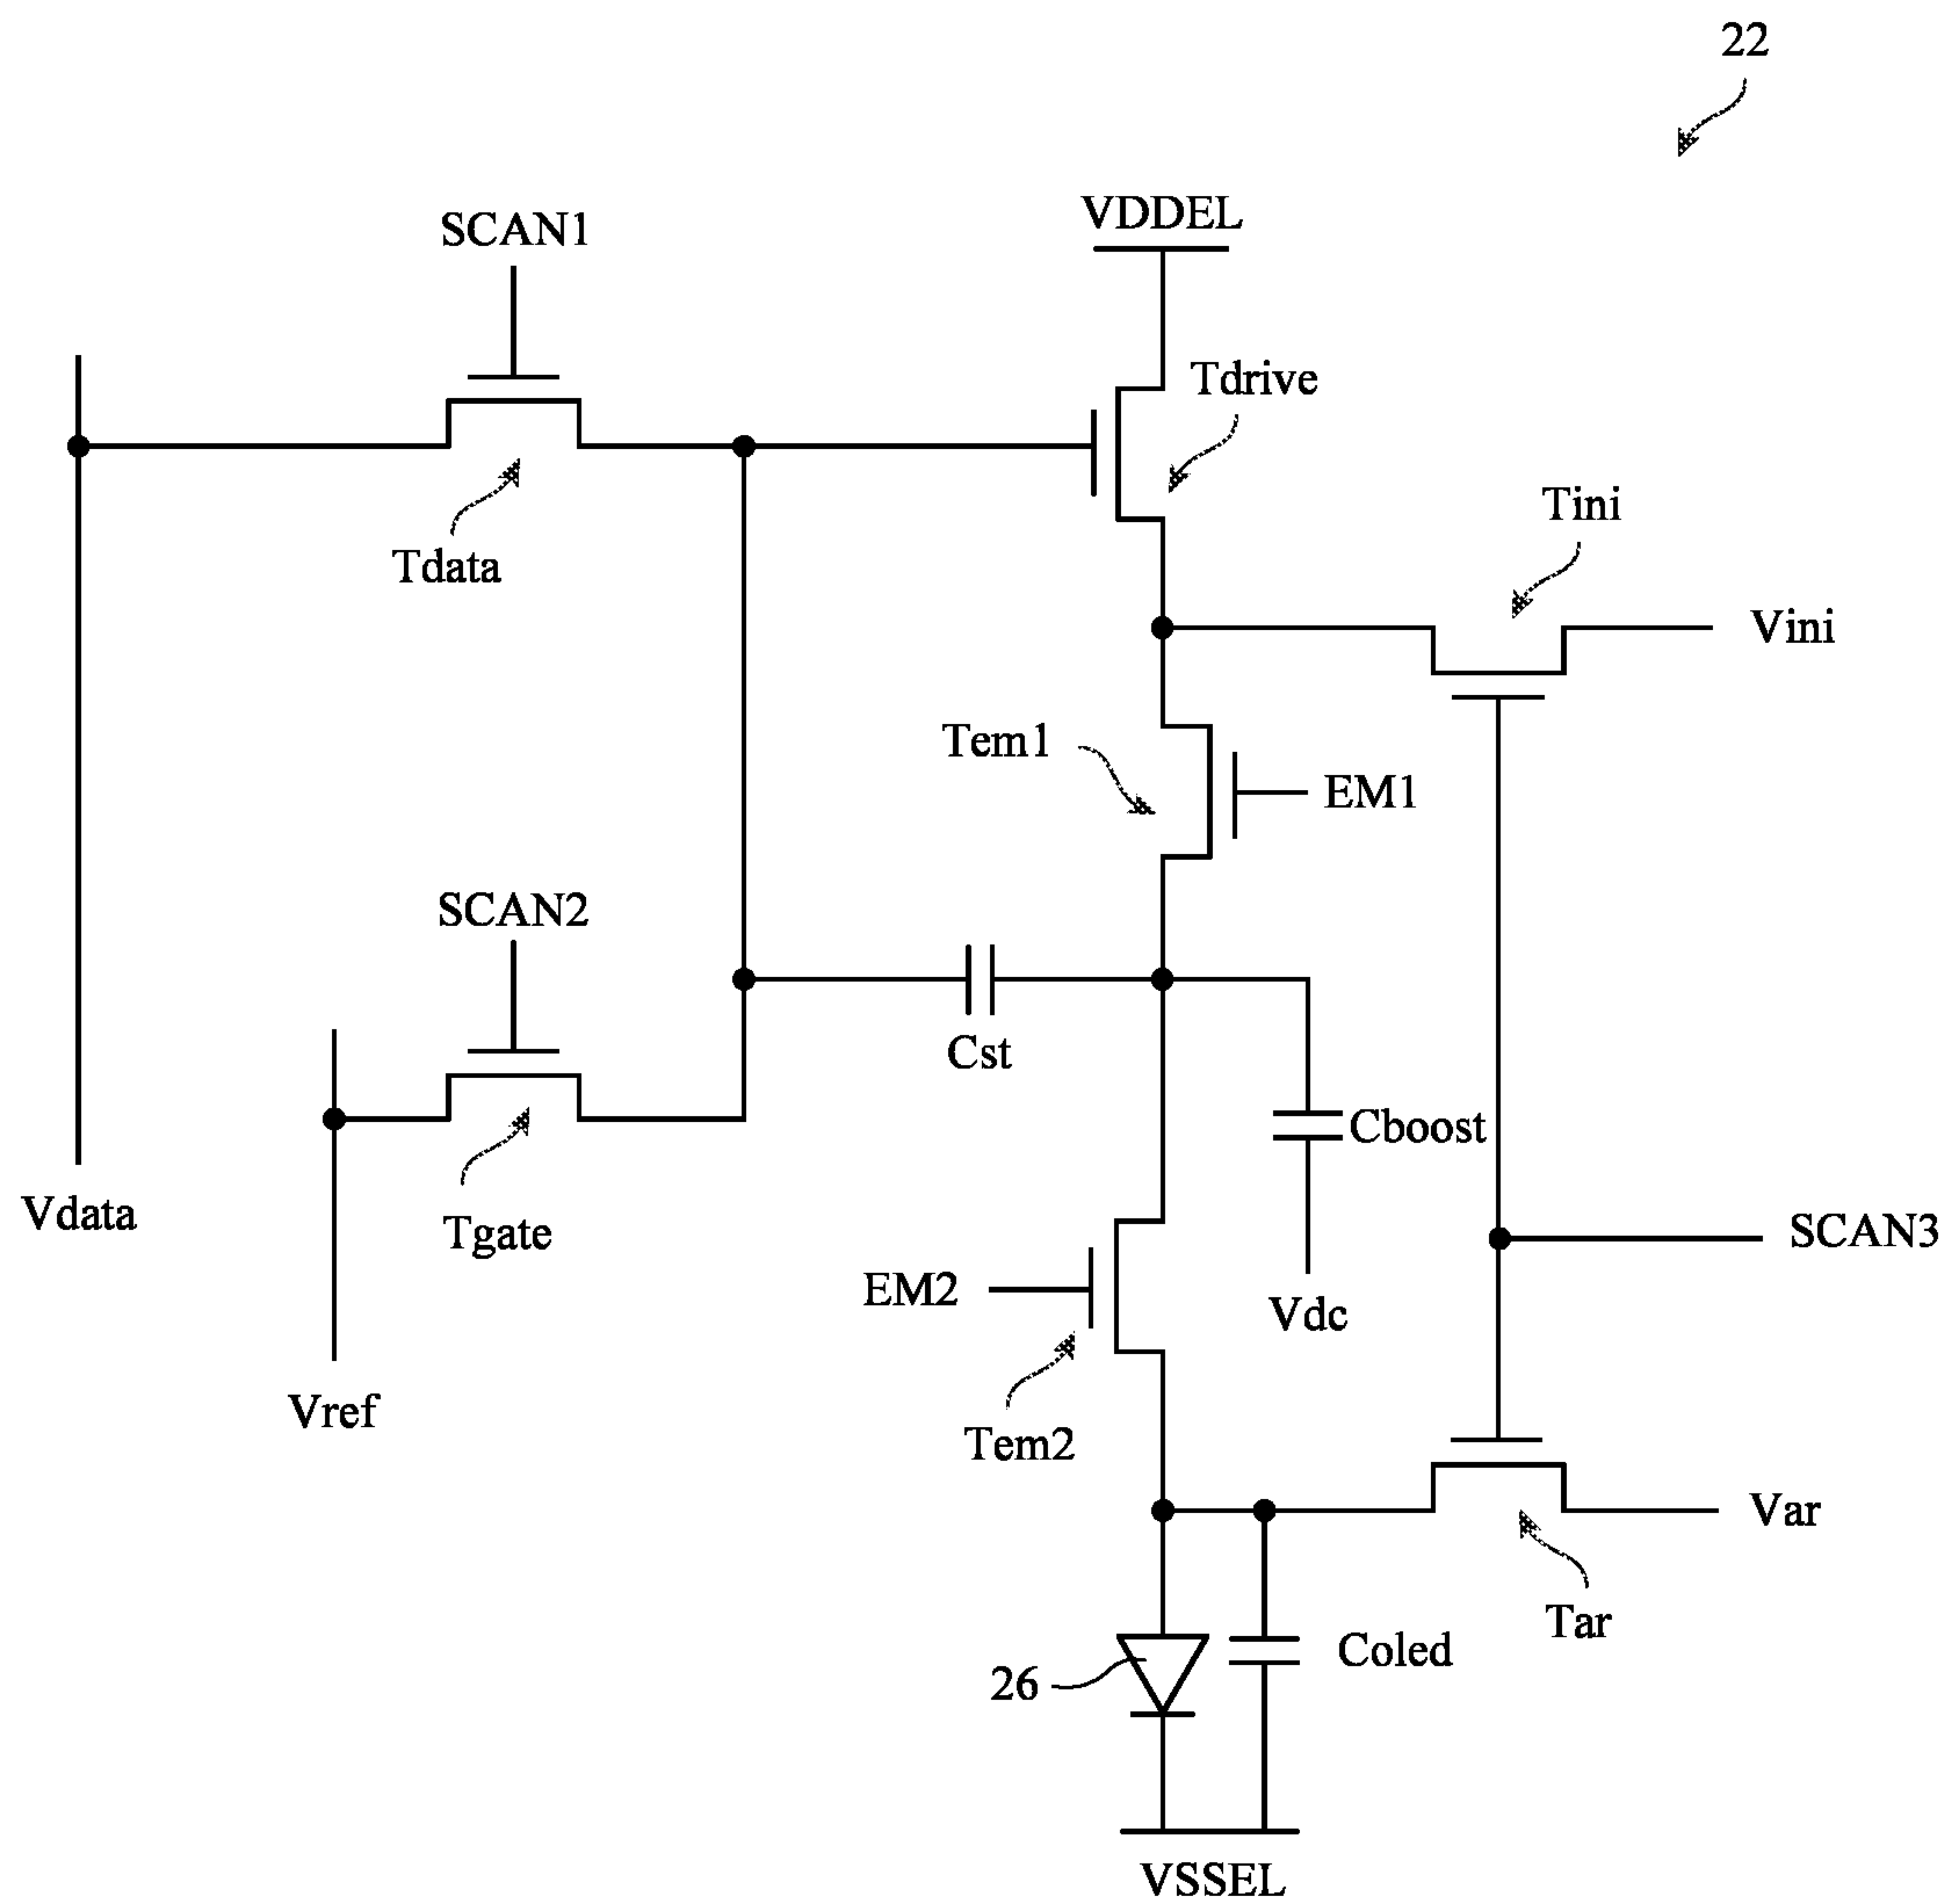 22
VDDEL
SCAN1
Tdrive
Tini
Tdata
Vini
Tem1
EM1
SCAN2
Cst
Cboost
Vdata
Tgate
SCAN3
EM2
Vdc
Vref
Tem2
Var
Tar
Coled
26
VSSEL